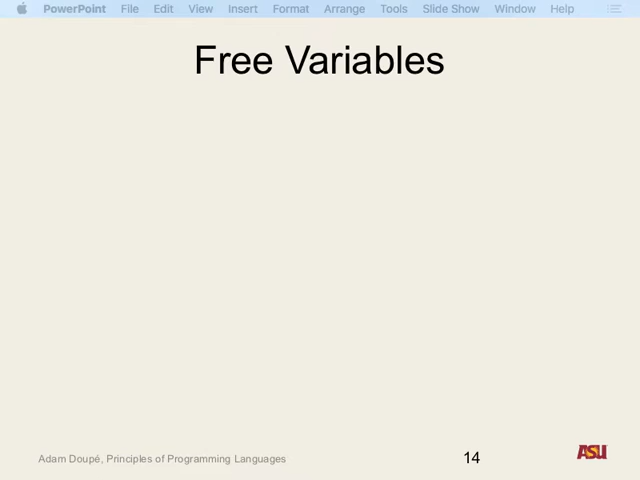 PowerPoint File Edit View Insert Format Arrange Tools Slide Show Window Help
Free Variables
Adam Doupé, Principles of Programming Languages
14
ASU